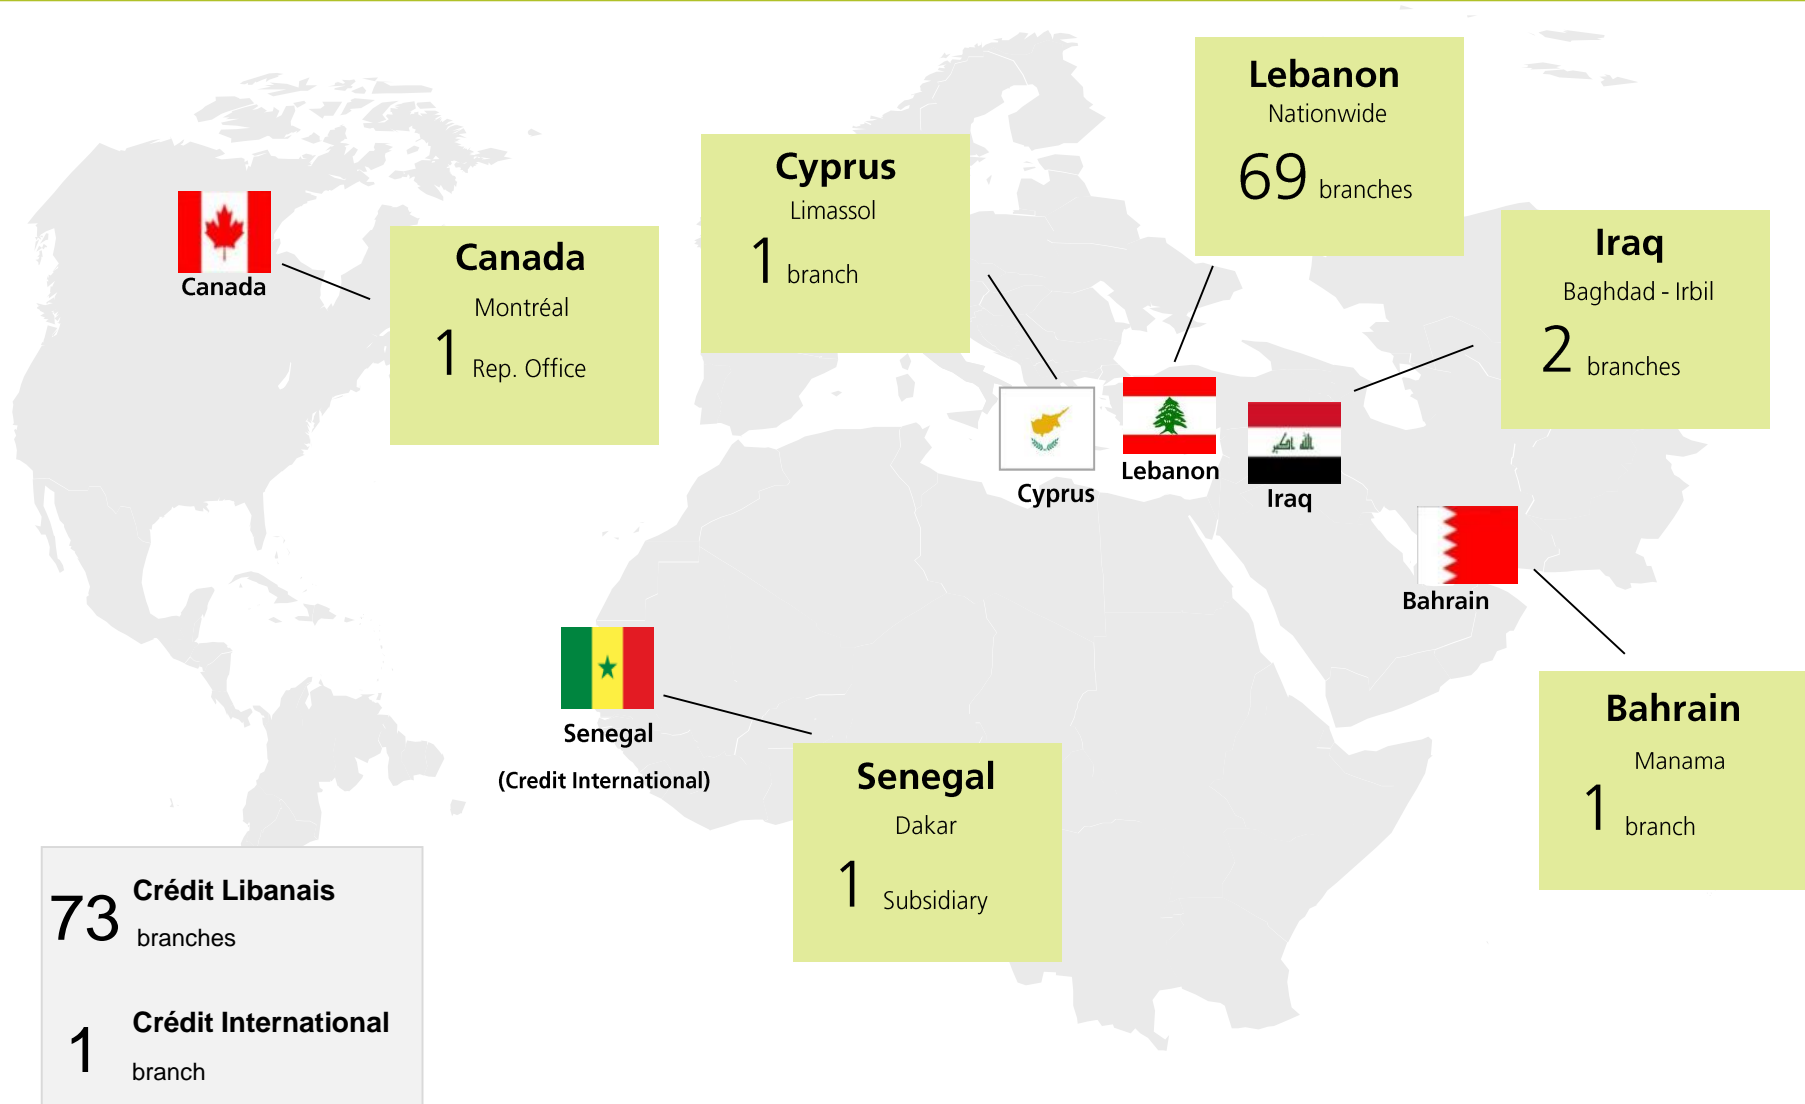 Lebanon
Nationwide
69 branches
Cyprus
Limassol
1 branch
Iraq
Baghdad - Irbil
2 branches
Canada
Canada
Montréal
1 Rep. Office
Cyprus
Lebanon
Iraq
الله اكبر
Bahrain
Bahrain
Manama
1 branch
Senegal
(Credit International)
Senegal
Dakar
1 Subsidiary
73 Crédit Libanais
branches
1 Crédit International
branch